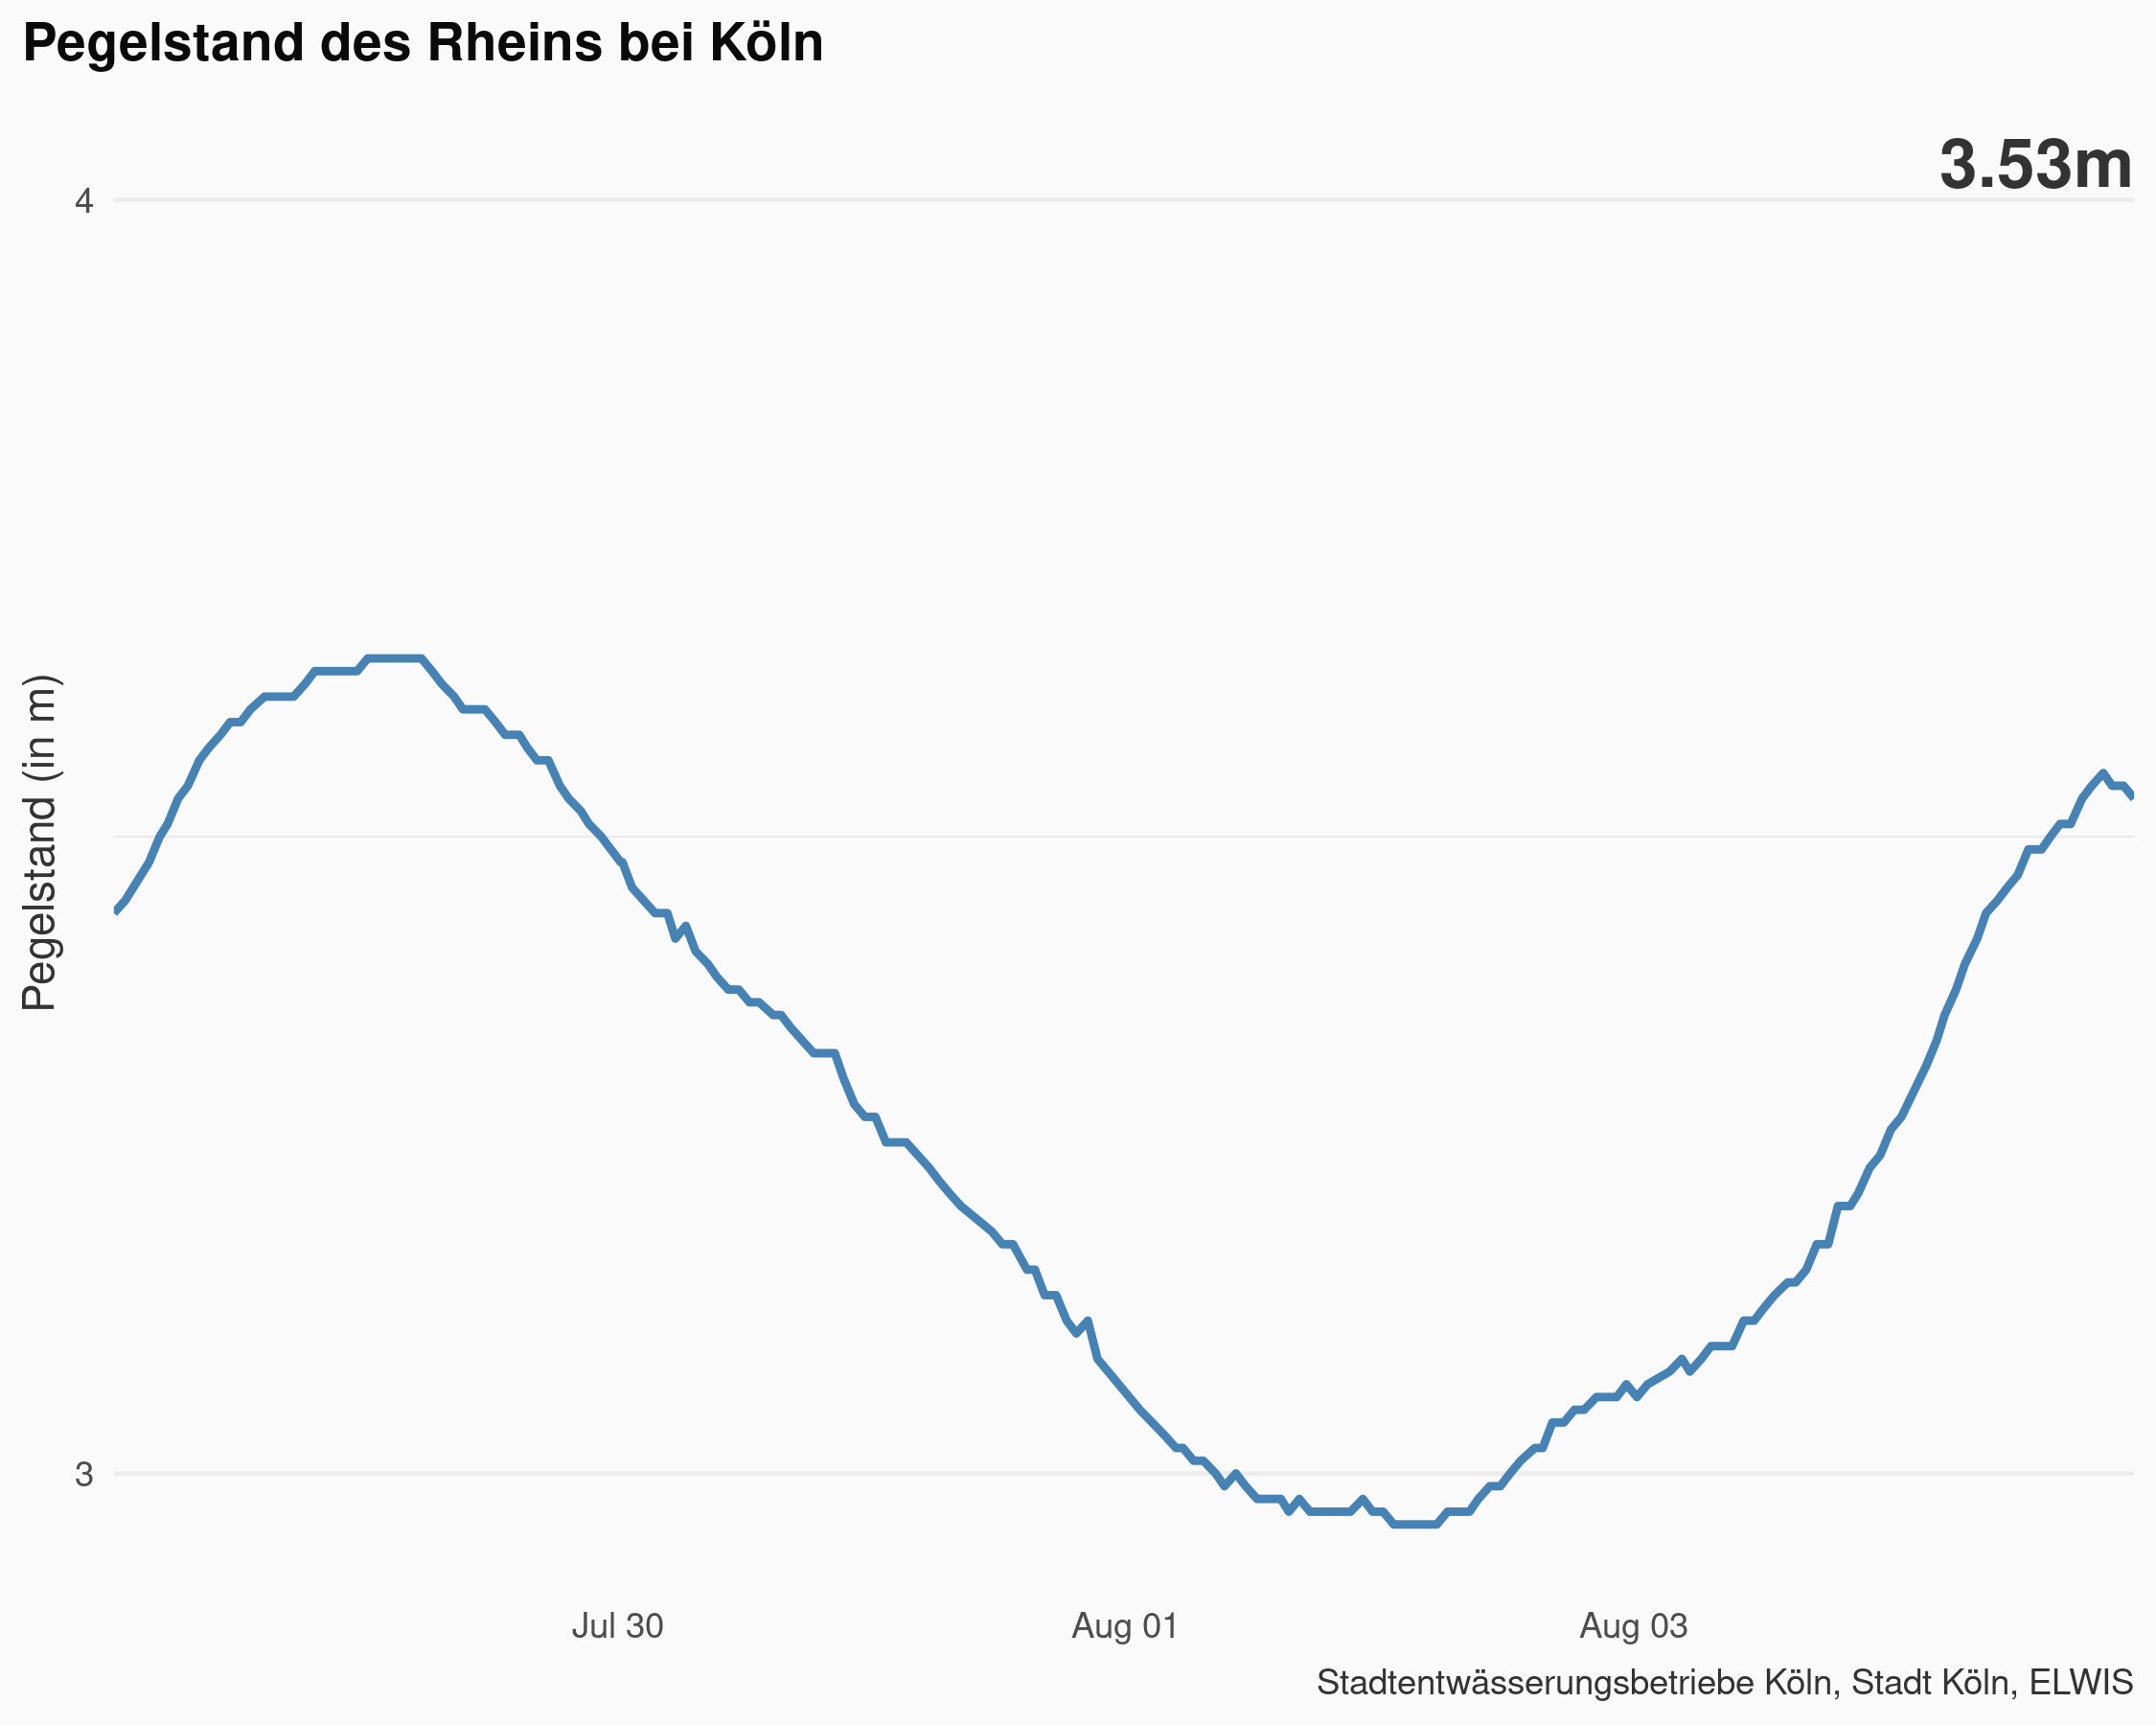 Pegelstand des Rheins bei Köln
3.53m
4
Pegelstand (in m)
3
Jul 30
Aug 01
Aug 03
Stadtentwässerungsbetriebe Köln, Stadt Köln, ELWIS